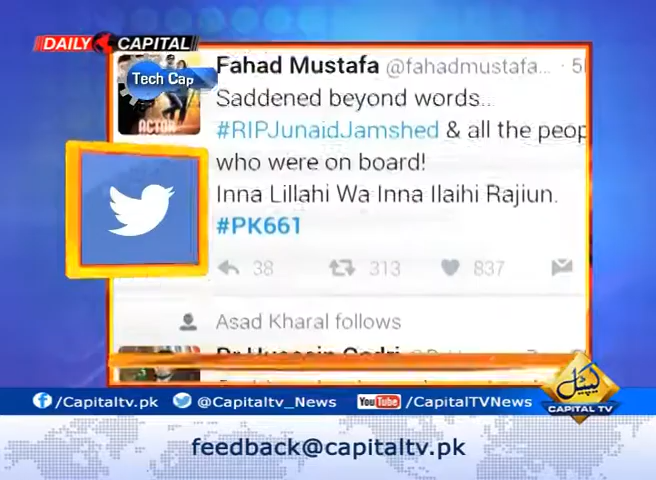 DAILY CAPITAL
Tech Cap
ACTOR
Fahad Mustafa @fahadmustafa... · 5
Saddened beyond words...
#RIPJunaidJamshed & all the peop
who were on board!
Inna Lillahi Wa Inna Ilaihi Rajiun.
#PK661
38 313 837
Asad Kharal follows
کیپیٹل
CAPITAL TV
/Capitaltv.pk @Capitaltv_News YouTube /CapitalTVNews
feedback@capitaltv.pk